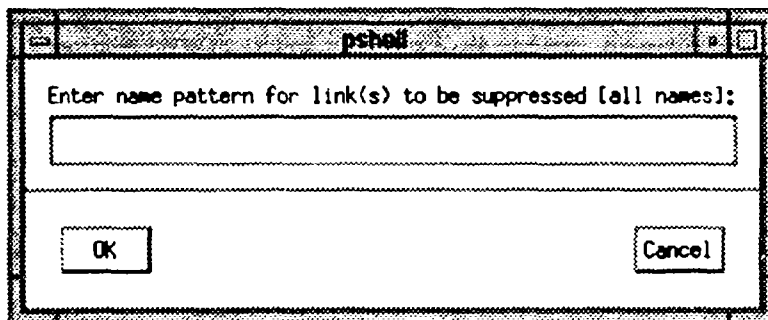 pshell
Enter name pattern for link(s) to be suppressed [all names]:
OK
Cancel